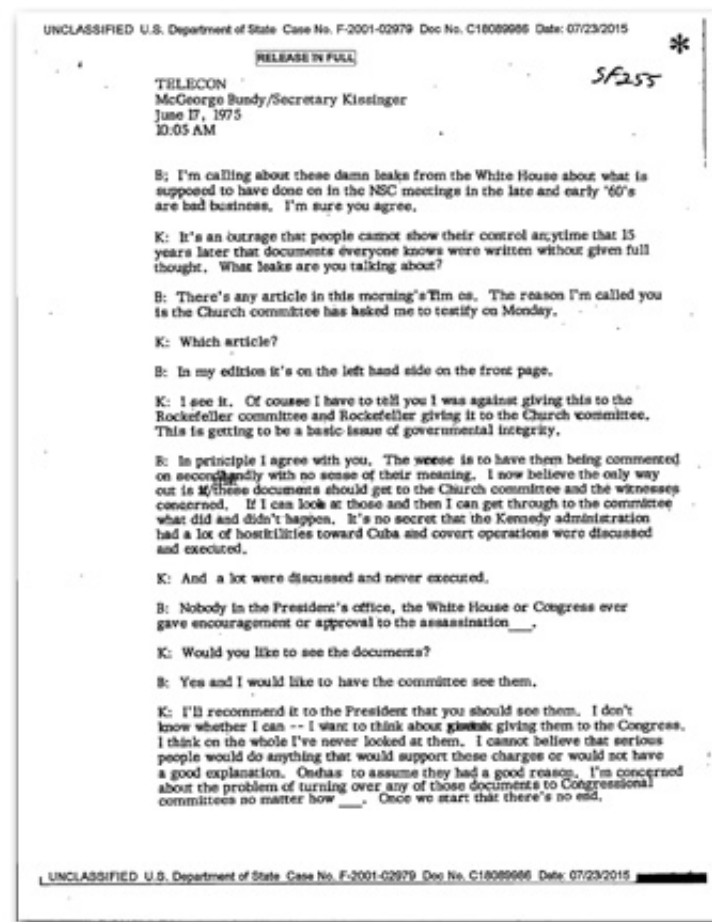 UNCLASSIFIED U.S. Department of State Case No. F-2001-02979 Doc No. C18089986 Date: 07/23/2015
RELEASE IN FULL
*
SF255
TELECON
McGeorge Bundy/Secretary Kissinger
June 17, 1975
10:05 AM
B; I'm calling about these damn leaks from the White House about what is
supposed to have done on in the NSC meetings in the late and early "60"s
are bad business. I'm sure you agree.
K: It's an outrage that people cannot show their control anytime that 15
years later that documents everyone knows were written without given full
thought. What leaks are you talking about?
B: There's any article in this morning's Tim es. The reason I'm called you
is the Church committee has asked me to testify on Monday.
K: Which article?
B: In my edition it's on the left hand side on the front page.
K: I see it. Of cousee I have to tell you I was against giving this to the
Rockefeller committee and Rockefeller giving it to the Church committee.
This is getting to be a basic issue of governmental integrity.
B: In principle I agree with you. The is to have them being commented
on with no sense of their meaning. I now believe the only way
out is these documents should get to the Church committee and the witnesses
concerned. If I can look at those and then I can get through to the committee
what did and didn't happen. It's no secret that the Kennedy administration
had a lot of hostitilities toward Cuba and covert operations were discussed
and executed.
K: And a lot were discussed and never executed.
B: Nobody in the President's office, the White House or Congress ever
gave encouragement or approval to the assassination___.
K: Would you like to see the documents?
B: Yes and I would like to have the committee see them.
K: I'll recommend it to the President that you should see them. I don't
know whether I can -- I want to think about giving them to the Congress.
I think on the whole I've never looked at them. I cannot believe that serious
people would do anything that would support these charges or would not have
a good explanation. Onehas to assume they had a good reason. I'm concerned
about the problem of turning over any of those documents to Congressional
committees no matter how ___. Once we start that there's no end.
UNCLASSIFIED U.S. Department of State Case No. F-2001-02979 Doc No. C18089986 Date: 07/23/2015